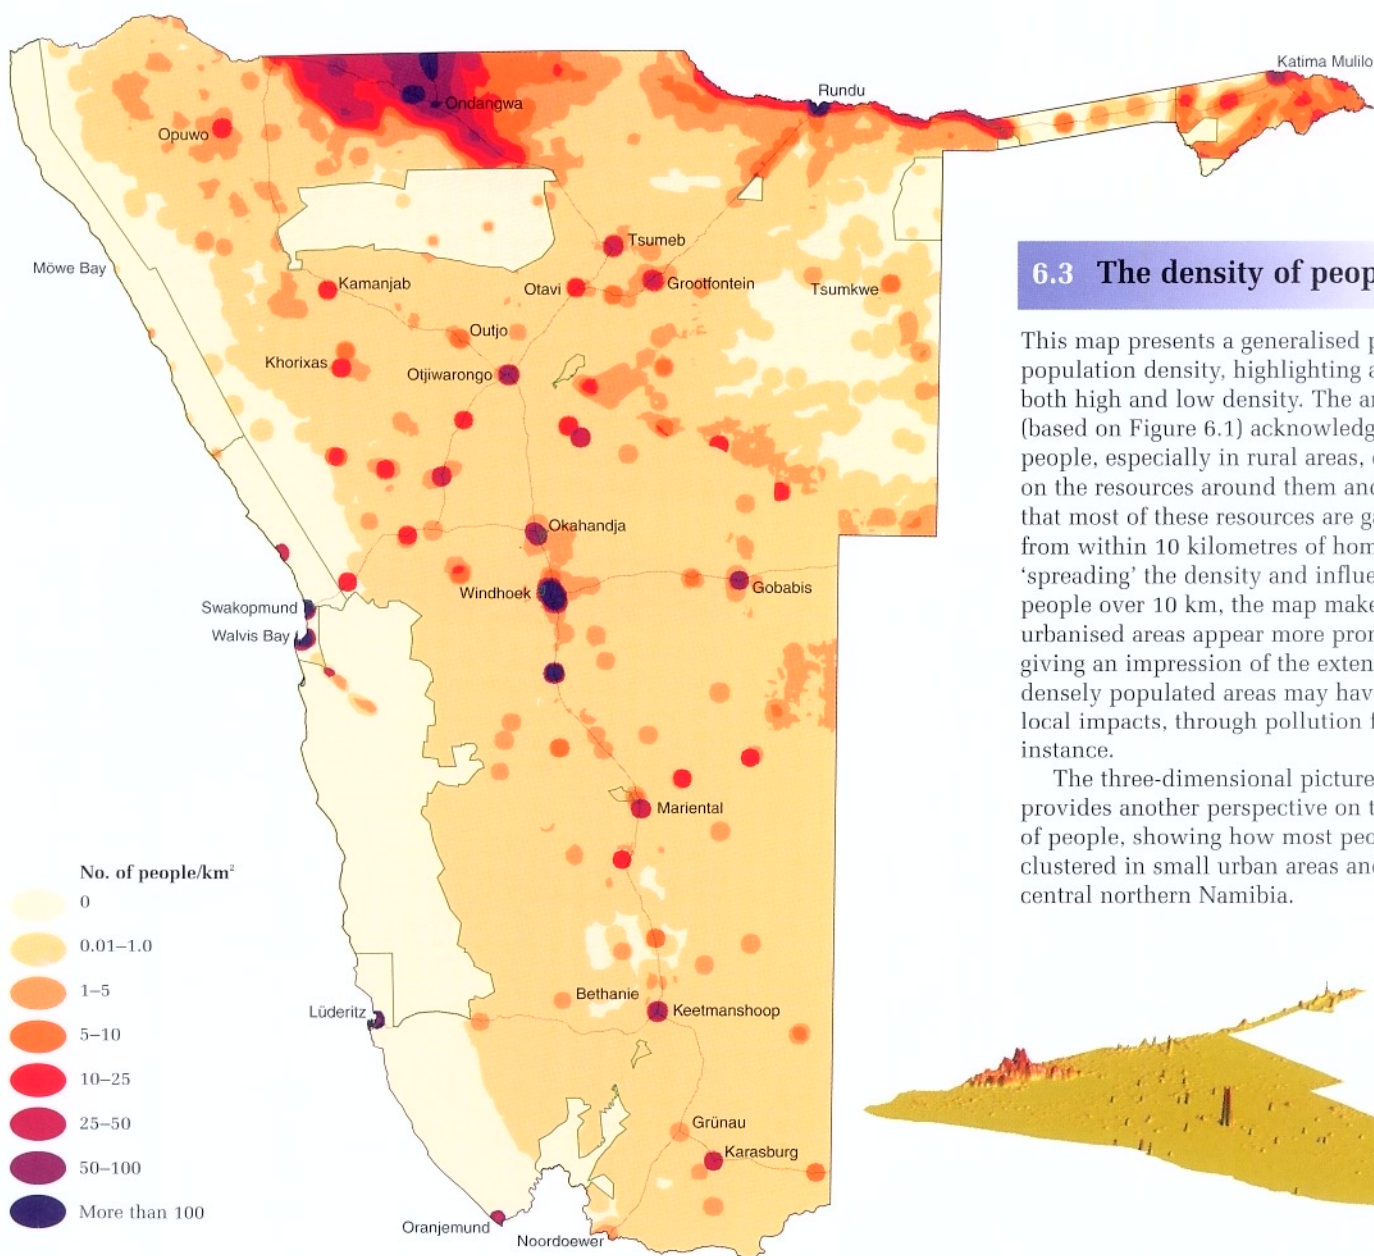 Katima Mulilo
Rundu
Ondangwa
Opuwo
Tsumeb
Möwe Bay
Kamanjab
Otavi
Grootfontein
Tsumkwe
Outjo
Khorixas
Otjiwarongo
Okahandja
Windhoek
Gobabis
Swakopmund
Walvis Bay
Mariental
Bethanie
Keetmanshoop
Lüderitz
Grünau
Karasburg
Oranjemund
Noordoewer
No. of people/km²
0
0.01–1.0
1–5
5–10
10–25
25–50
50–100
More than 100
6.3 The density of peop
This map presents a generalised p
population density, highlighting a
both high and low density. The a
(based on Figure 6.1) acknowledg
people, especially in rural areas,
on the resources around them and
that most of these resources are ga
from within 10 kilometres of hom
‘spreading’ the density and influe
people over 10 km, the map make
urbanised areas appear more pro
giving an impression of the exten
densely populated areas may hav
local impacts, through pollution f
instance.
The three-dimensional picture
provides another perspective on t
of people, showing how most peo
clustered in small urban areas an
central northern Namibia.